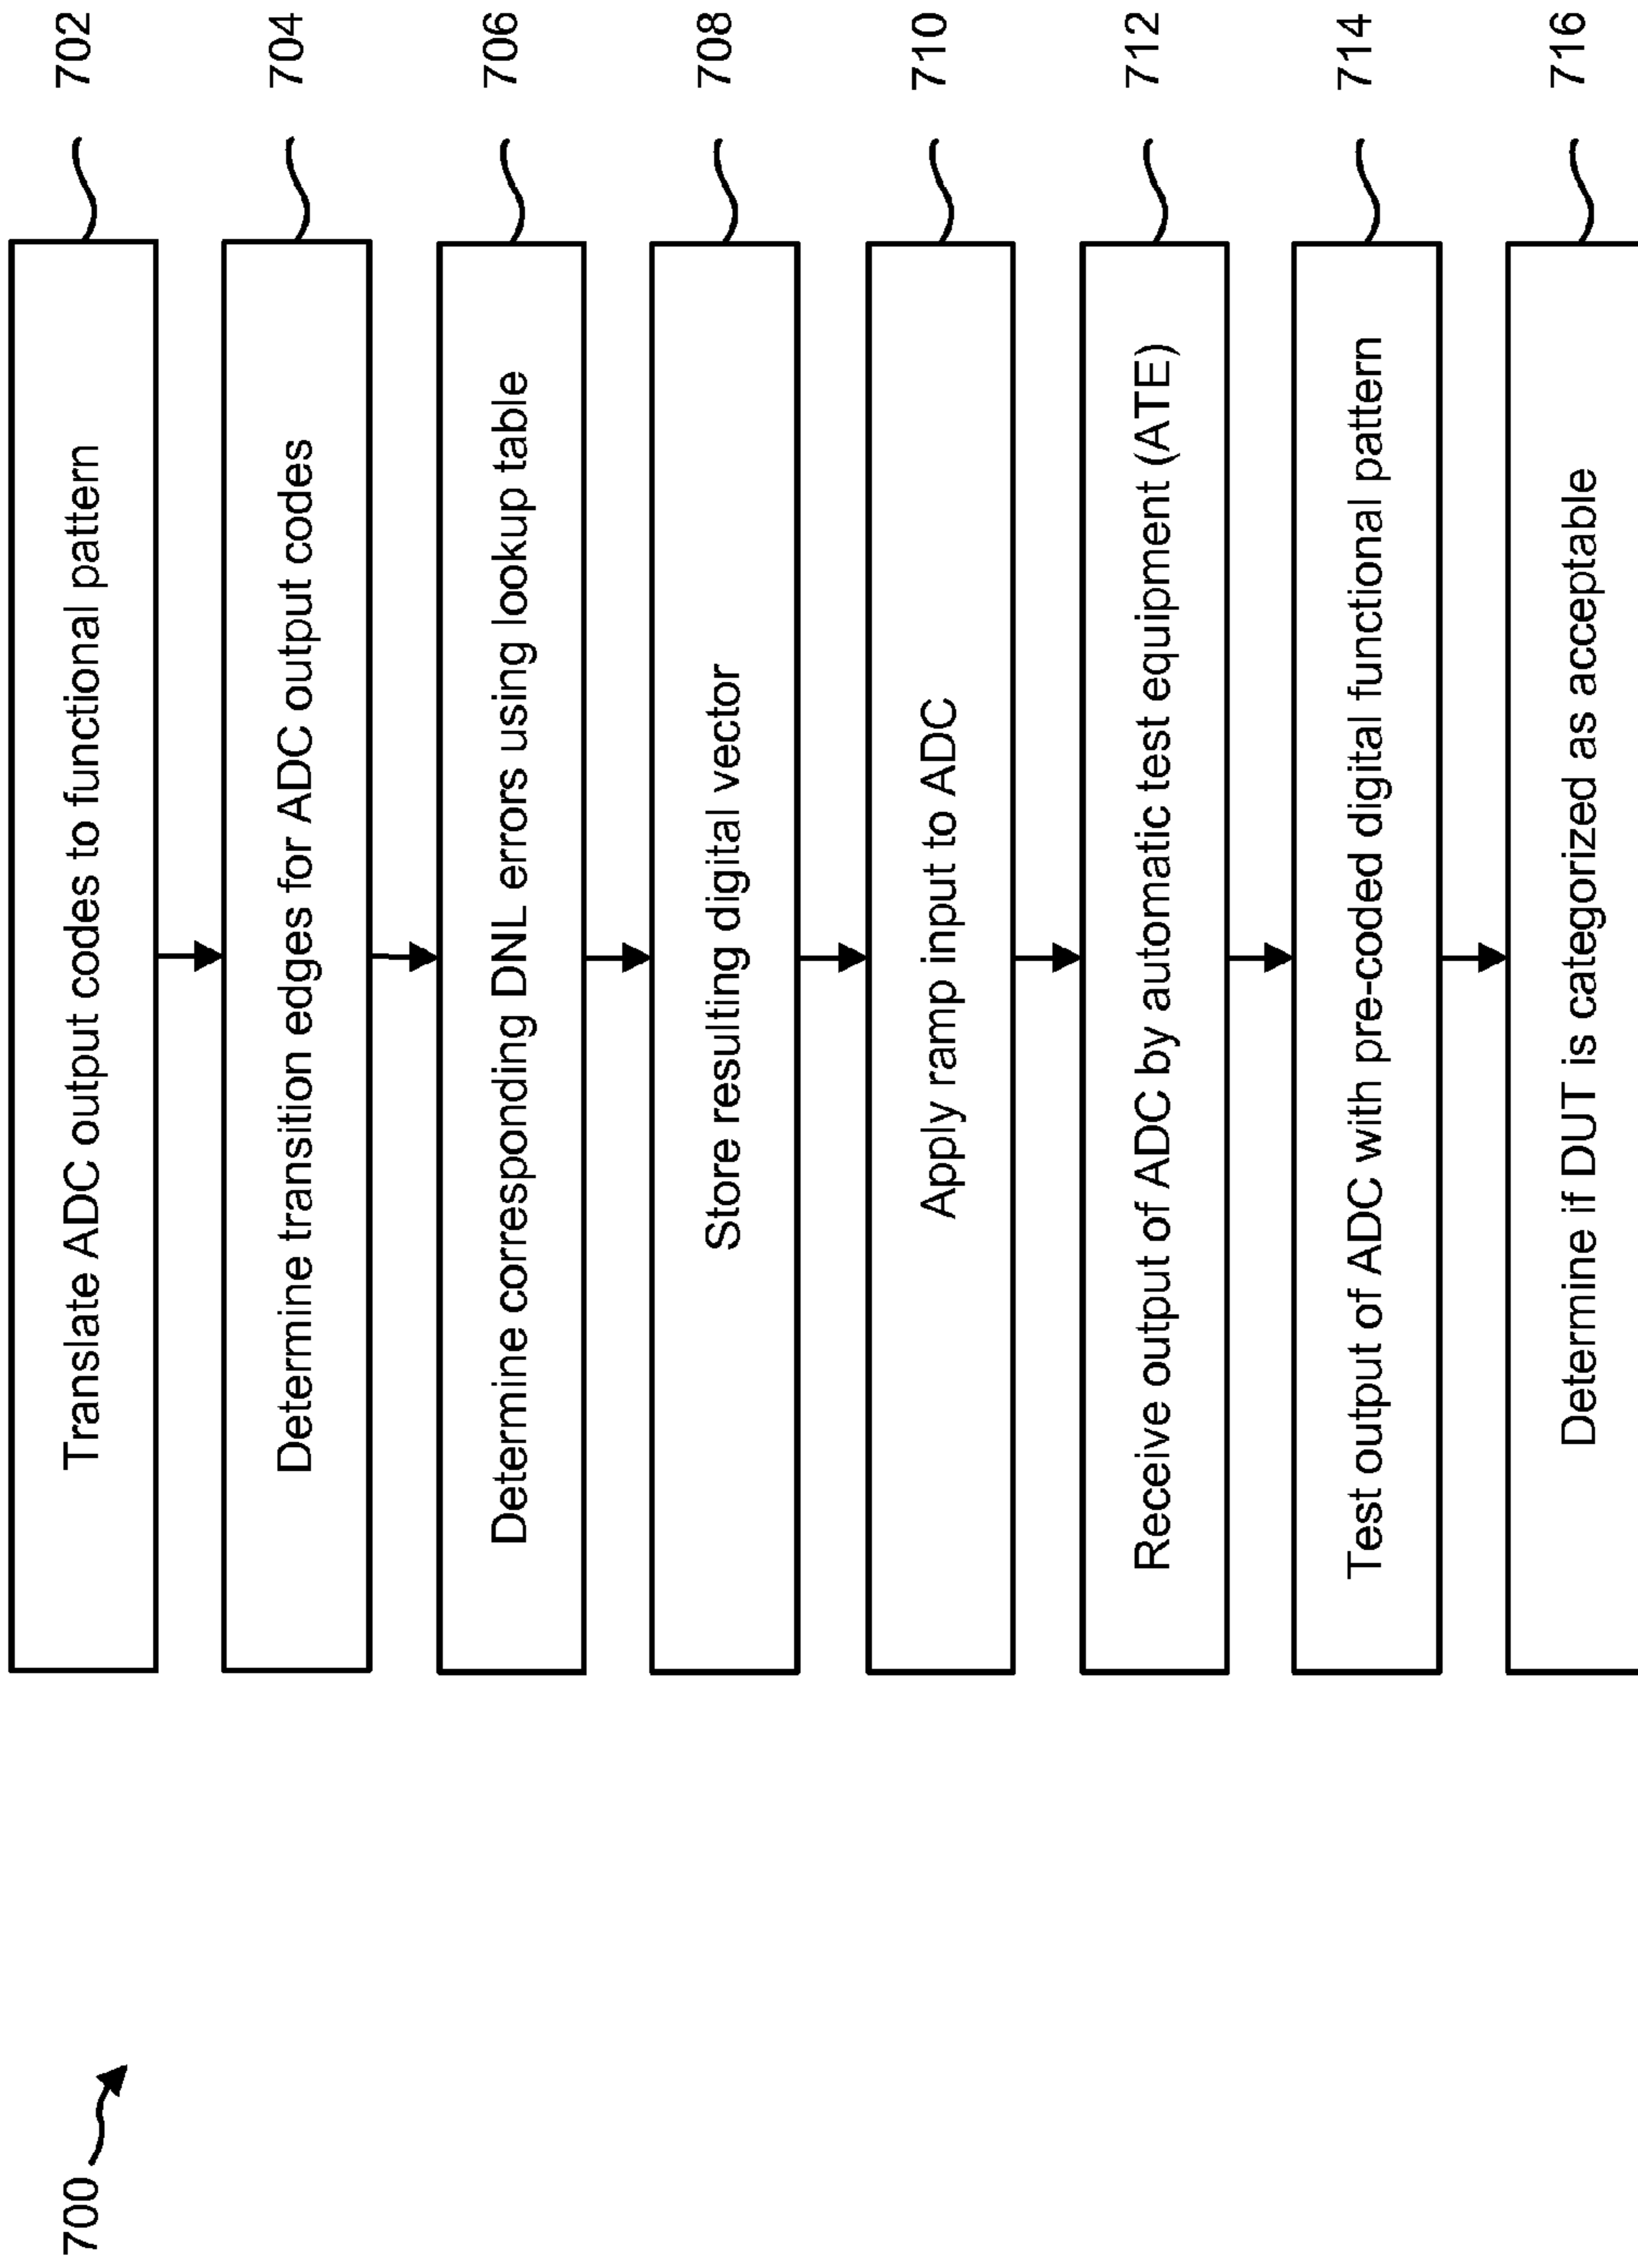 700
Translate ADC output codes to functional pattern
702
Determine transition edges for ADC output codes
704
Determine corresponding DNL errors using lookup table
706
Store resulting digital vector
708
Apply ramp input to ADC
710
Receive output of ADC by automatic test equipment (ATE)
712
Test output of ADC with pre-coded digital functional pattern
714
Determine if DUT is categorized as acceptable
716